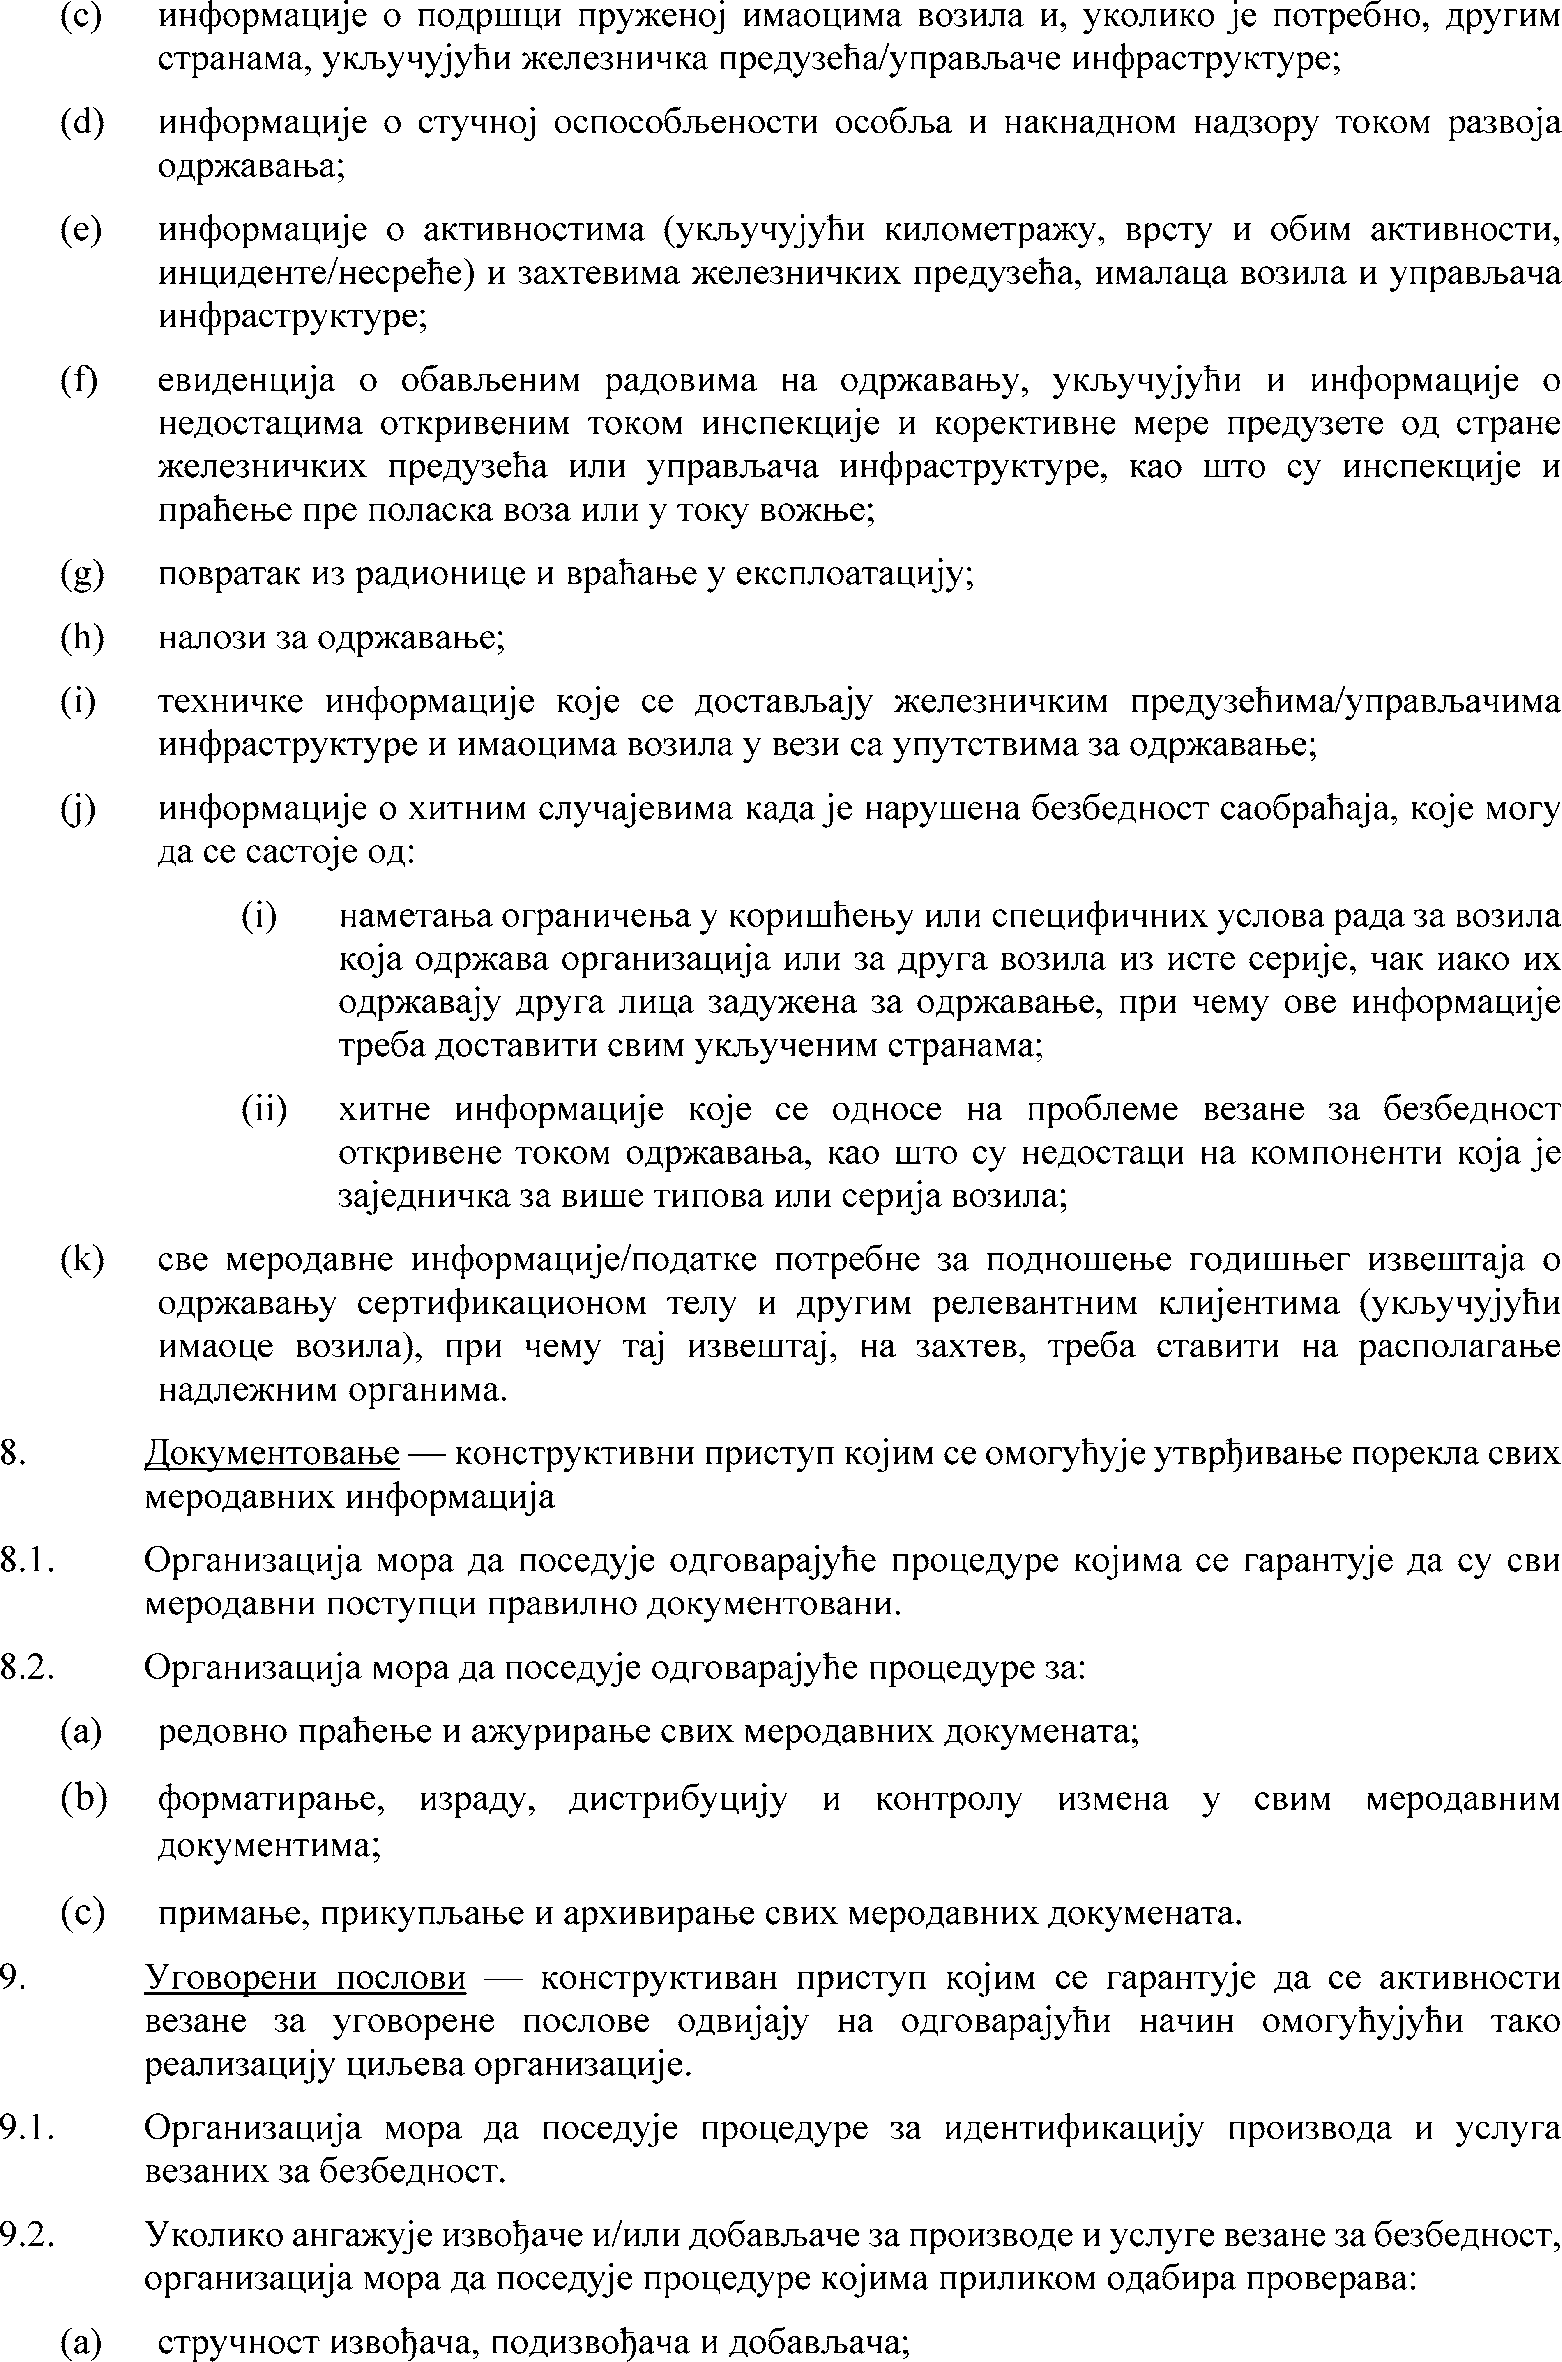 (c) информације о подршци пруженој имаоцима возила и, уколико је потребно, другим
странама, укључујући железничка предузећа/управљаче инфраструктуре;
(d) информације о стучној оспособљености особља и накнадном надзору током развоја
одржавања;
(e) информације о активностима (укључујући километражу, врсту и обим активности,
инциденте/несреће) и захтевима железничких предузећа, ималаца возила и управљача
инфраструктуре;
(f) евиденција о обављеним радовима на одржавању, укључујући и информације о
недостацима откривеним током инспекције и корективне мере предузете од стране
железничких предузећа или управљача инфраструктуре, као што су инспекције и
праћење пре поласка воза или у току вожње;
(g) повратак из радионице и враћање у експлоатацију;
(h) налози за одржавање;
(i) техничке информације које се достављају железничким предузећима/управљачима
инфраструктуре и имаоцима возила у вези са упутствима за одржавање;
(j) информације о хитним случајевима када је нарушена безбедност саобраћаја, које могу
да се састоје од:
(i) наметања ограничења у коришћењу или специфичних услова рада за возила
која одржава организација или за друга возила из исте серије, чак иако их
одржавају друга лица задужена за одржавање, при чему ове информације
треба доставити свим укљученим странама;
(ii) хитне информације које се односе на проблеме везане за безбедност
откривене током одржавања, као што су недостаци на компоненти која је
заједничка за више типова или серија возила;
(k) све меродавне информације/податке потребне за подношење годишњег извештаја о
одржавању сертификационом телу и другим релевантним клијентима (укључујући
имаоце возила), при чему тај извештај, на захтев, треба ставити на располагање
надлежним органима.
8. Документовање — конструктивни приступ којим се омогућује утврђивање порекла свих
меродавних информација
8.1. Организација мора да поседује одговарајуће процедуре којима се гарантује да су сви
меродавни поступци правилно документовани.
8.2. Организација мора да поседује одговарајуће процедуре за:
(a) редовно праћење и ажурирање свих меродавних докумената;
(b) форматирање, израду, дистрибуцију и контролу измена у свим меродавним
документима;
(c) примање, прикупљање и архивирање свих меродавних докумената.
9. Уговорени послови — конструктиван приступ којим се гарантује да се активности
везане за уговорене послове одвијају на одговарајући начин омогућујући тако
реализацију циљева организације.
9.1. Организација мора да поседује процедуре за идентификацију производа и услуга
везаних за безбедност.
9.2. Уколико ангажује извођаче и/или добављаче за производе и услуге везане за безбедност,
организација мора да поседује процедуре којима приликом одабира проверава:
(a) стручност извођача, подизвођача и добављача;